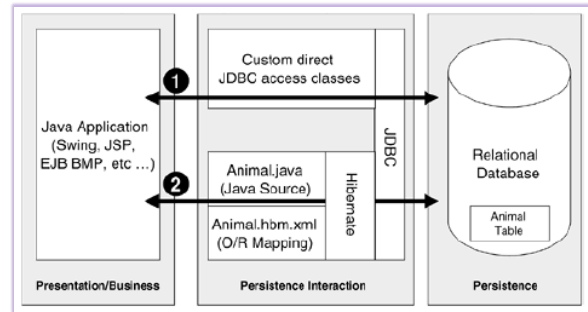 Java Application
(Swing, JSP,
EJB BMP, etc ...)
Presentation/Business
1
2
Custom direct
JDBC access classes
Animal.java
(Java Source)
Animal.hbm.xml
(O/R Mapping)
Hibernate
JDBC
Persistence Interaction
Relational
Database
Animal
Table
Persistence